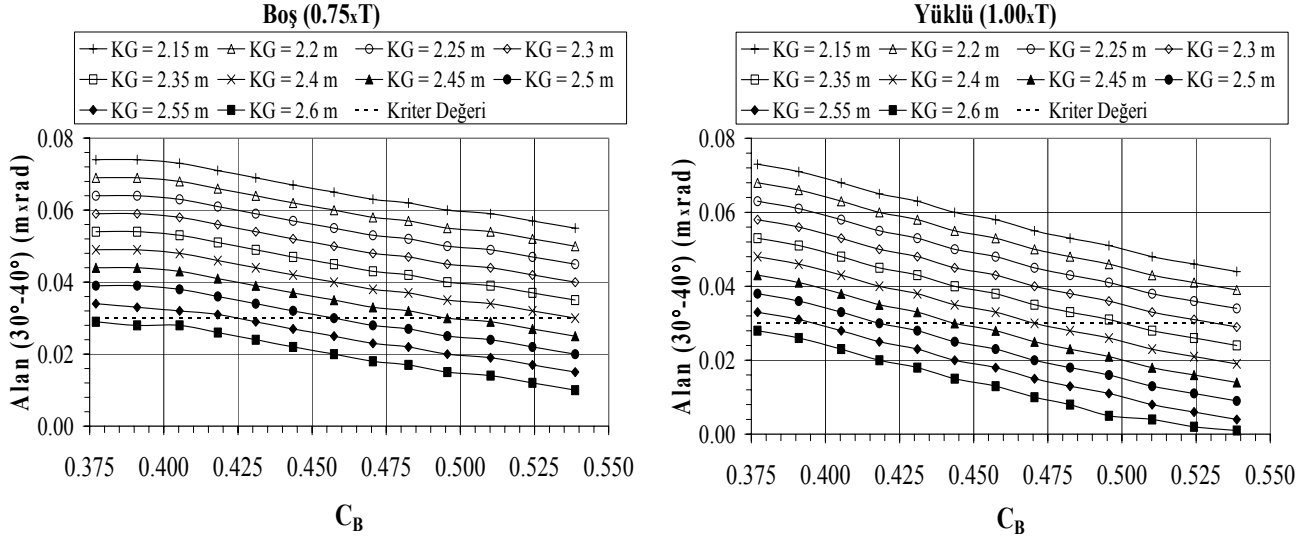 Boş (0.75xT)
KG = 2.15 m KG = 2.2 m KG = 2.25 m KG = 2.3 m
KG = 2.35 m KG = 2.4 m KG = 2.45 m KG = 2.5 m
KG = 2.55 m KG = 2.6 m Kriter Değeri
Alan (30°-40°) (mxrad)
0.08
0.06
0.04
0.02
0.00
0.375 0.400 0.425 0.450 0.475 0.500 0.525 0.550
CB
Yüklü (1.00xT)
KG = 2.15 m KG = 2.2 m KG = 2.25 m KG = 2.3 m
KG = 2.35 m KG = 2.4 m KG = 2.45 m KG = 2.5 m
KG = 2.55 m KG = 2.6 m Kriter Değeri
Alan (30°-40°) (mxrad)
0.08
0.06
0.04
0.02
0.00
0.375 0.400 0.425 0.450 0.475 0.500 0.525 0.550
CB